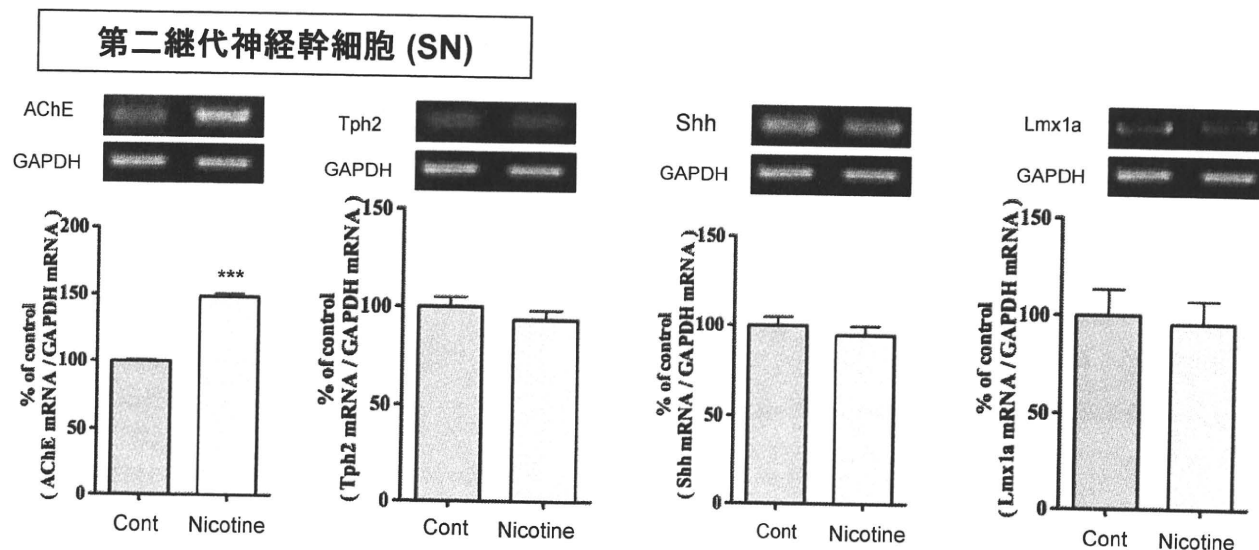 第二継代神経幹細胞 (SN)
AChE
GAPDH
% of control
( AChE mRNA / GAPDH mRNA )
200
150
100
50
0
***
Cont Nicotine
Tph2
GAPDH
% of control
( Tph2 mRNA / GAPDH mRNA )
150
100
50
0
Cont Nicotine
Shh
GAPDH
% of control
( Shh mRNA / GAPDH mRNA )
150
100
50
0
Cont Nicotine
Lmx1a
GAPDH
% of control
( Lmx1a mRNA / GAPDH mRNA)
150
100
50
0
Cont Nicotine